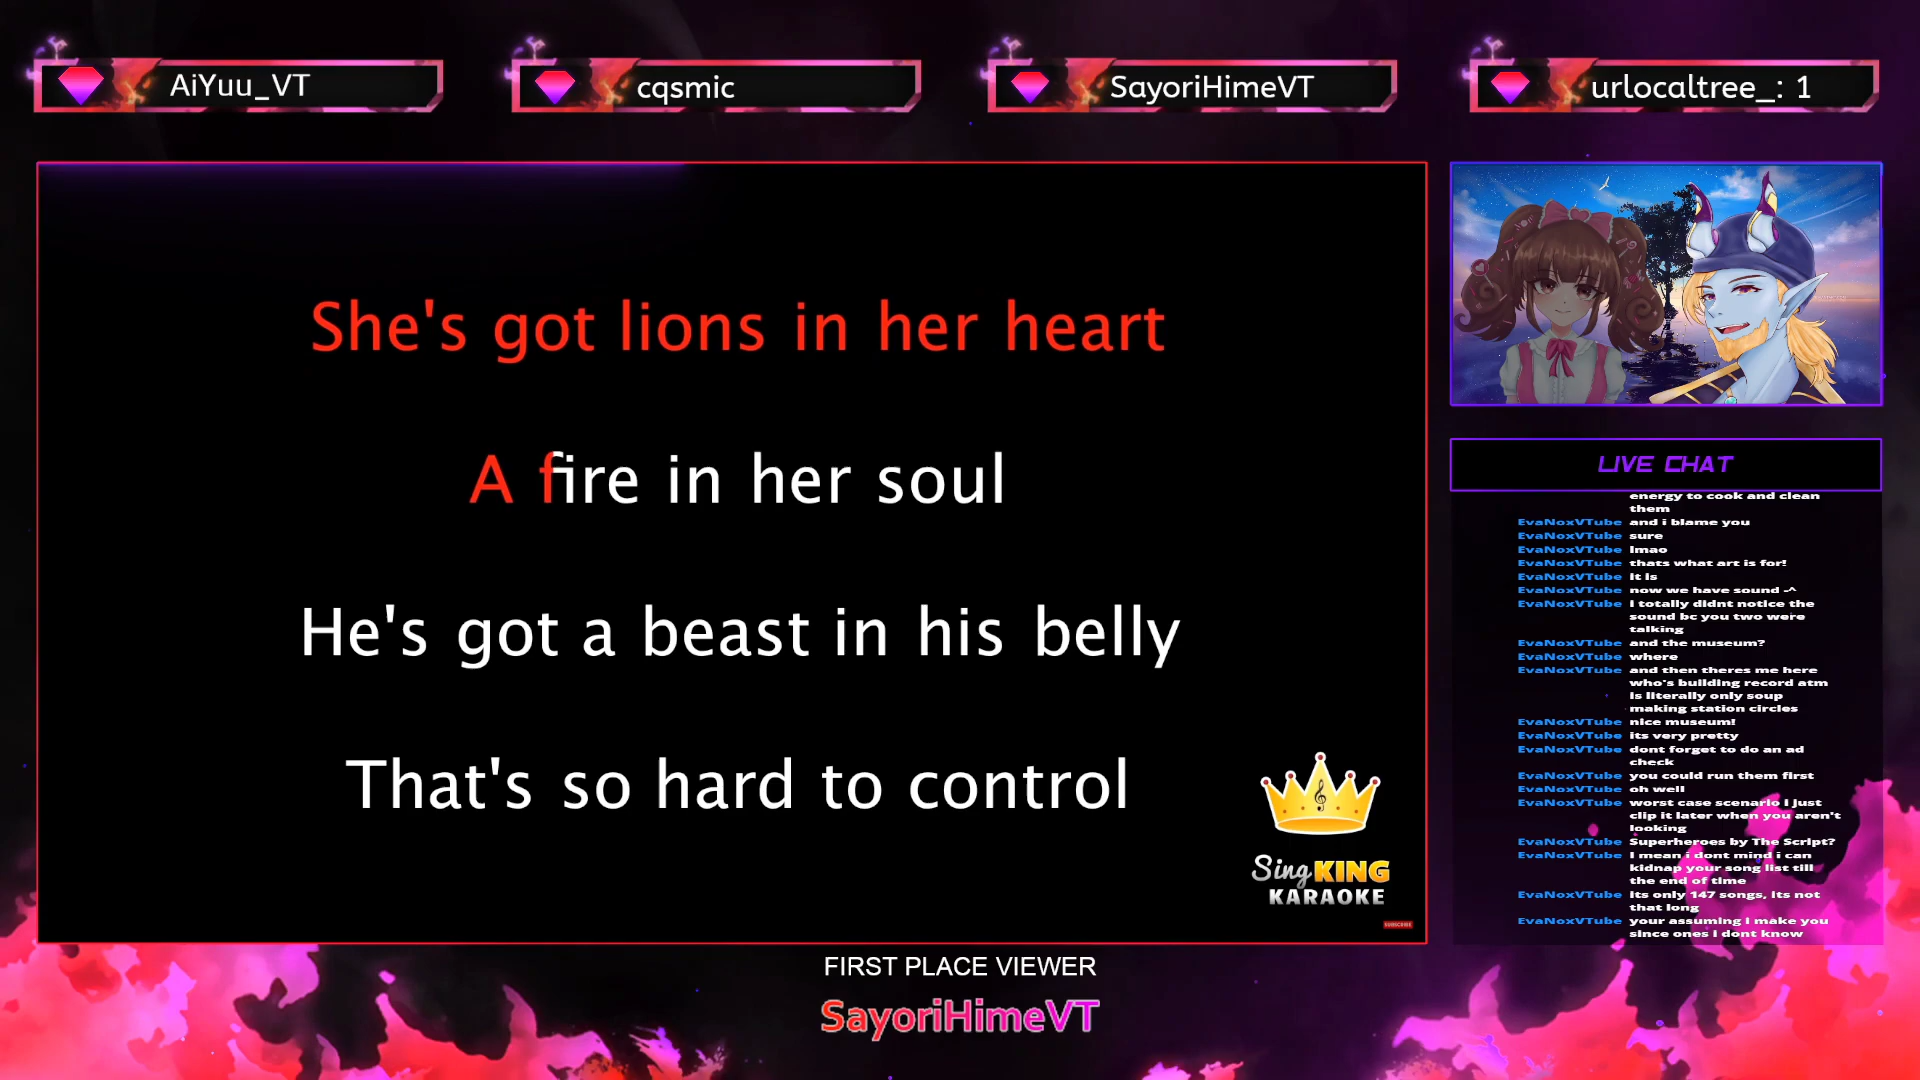 AiYuu_VT
cqsmic
SayoriHimeVT
urlocaltree_: 1
She's got lions in her heart
A fire in her soul
He's got a beast in his belly
That's so hard to control
Sing KING
KARAOKE
SUBSCRIBE
LIVE CHAT
energy to cook and clean
them
EvaNoxVTube and i blame you
EvaNoxVTube sure
EvaNoxVTube lmao
EvaNoxVTube thats what art is for!
EvaNoxVTube it is
EvaNoxVTube now we have sound -^
EvaNoxVTube I totally didnt notice the
sound bc you two were
talking
EvaNoxVTube and the museum?
EvaNoxVTube where
EvaNoxVTube and then theres me here
who's building record atm
is literally only soup
making station circles
EvaNoxVTube nice museum!
EvaNoxVTube its very pretty
EvaNoxVTube dont forget to do an ad
check
EvaNoxVTube you could run them first
EvaNoxVTube oh well
EvaNoxVTube worst case scenario I just
clip it later when you aren't
looking
EvaNoxVTube Superheroes by The Script?
EvaNoxVTube I mean i dont mind i can
kidnap your song list till
the end of time
EvaNoxVTube its only 147 songs, its not
that long
EvaNoxVTube your assuming I make you
since ones I dont know
FIRST PLACE VIEWER
SayoriHimeVT